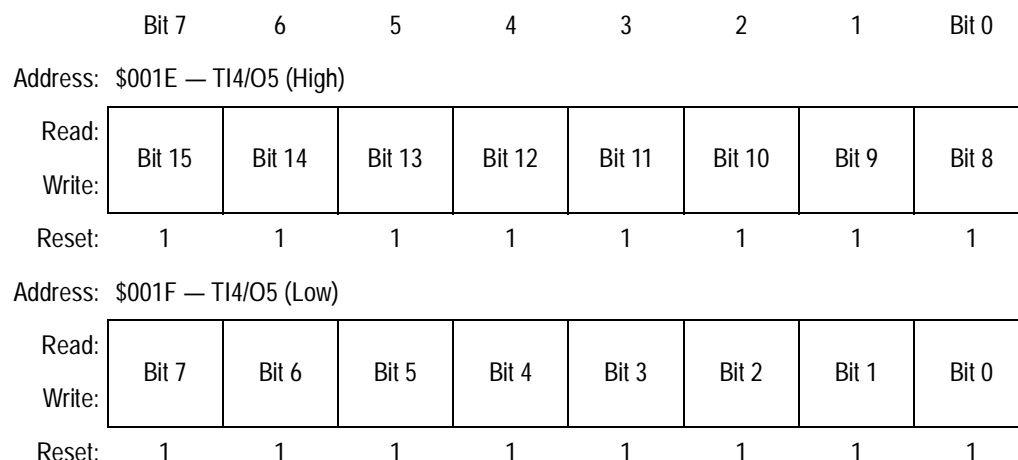 Bit 7 6 5 4 3 2 1 Bit 0
Address: $001E — TI4/O5 (High)
Read:
Bit 15 Bit 14 Bit 13 Bit 12 Bit 11 Bit 10 Bit 9 Bit 8
Write:
Reset: 1 1 1 1 1 1 1 1
Address: $001F — TI4/O5 (Low)
Read:
Bit 7 Bit 6 Bit 5 Bit 4 Bit 3 Bit 2 Bit 1 Bit 0
Write:
Reset: 1 1 1 1 1 1 1 1